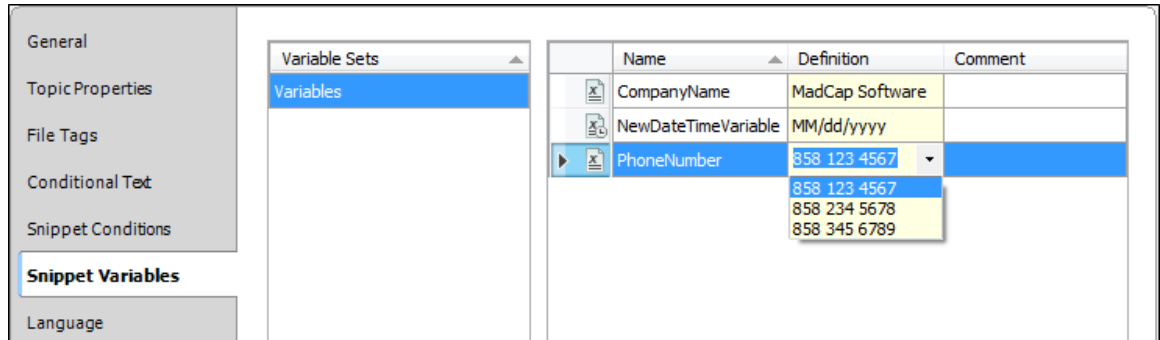 General
Topic Properties
File Tags
Conditional Text
Snippet Conditions
Snippet Variables
Language
Variable Sets
Variables
Name Definition Comment
CompanyName MadCap Software
NewDateTimeVariable MM/dd/yyyy
PhoneNumber 858 123 4567
858 123 4567
858 234 5678
858 345 6789